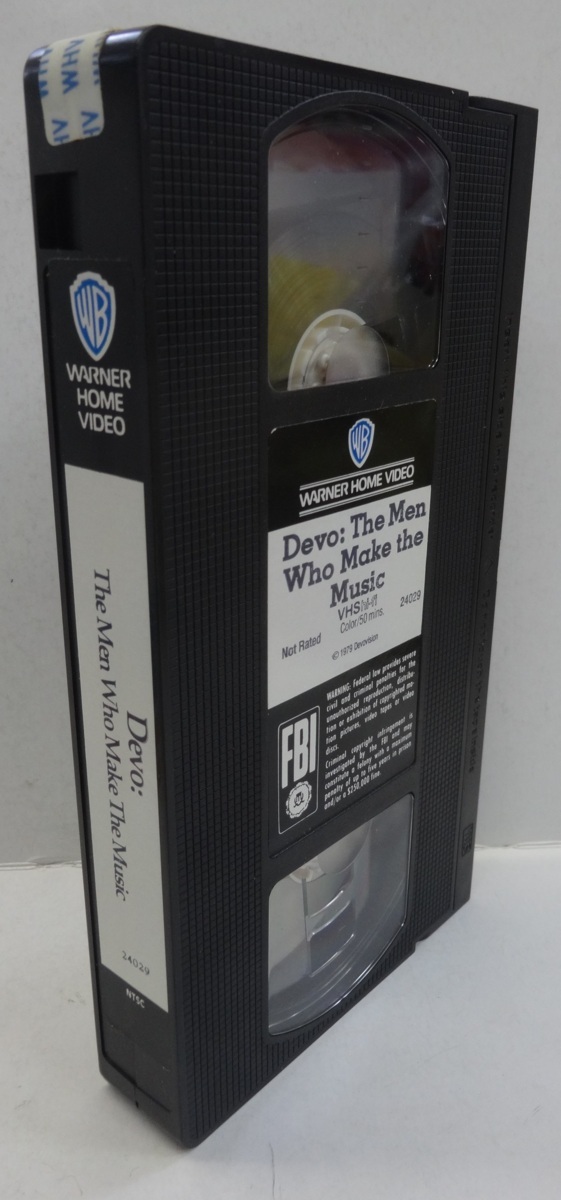 WHV
WHV
WB
WARNER
HOME
VIDEO
Devo:
The Men Who Make The Music
24029
NTSC
WB
WARNER HOME VIDEO
Devo: The Men
Who Make the
Music
VHS hi-fi
24029
Color/50 mins.
Not Rated
© 1979 Devovision
FBI
WARNING: Federal law provides severe
civil and criminal penalties for the
unauthorized reproduction, distribu-
tion or exhibition of copyrighted mo-
tion pictures, video tapes or video
discs.
Criminal copyright infringement is
investigated by the FBI and may
constitute a felony with a maximum
penalty of up to five years in prison
and/or a $250,000 fine.